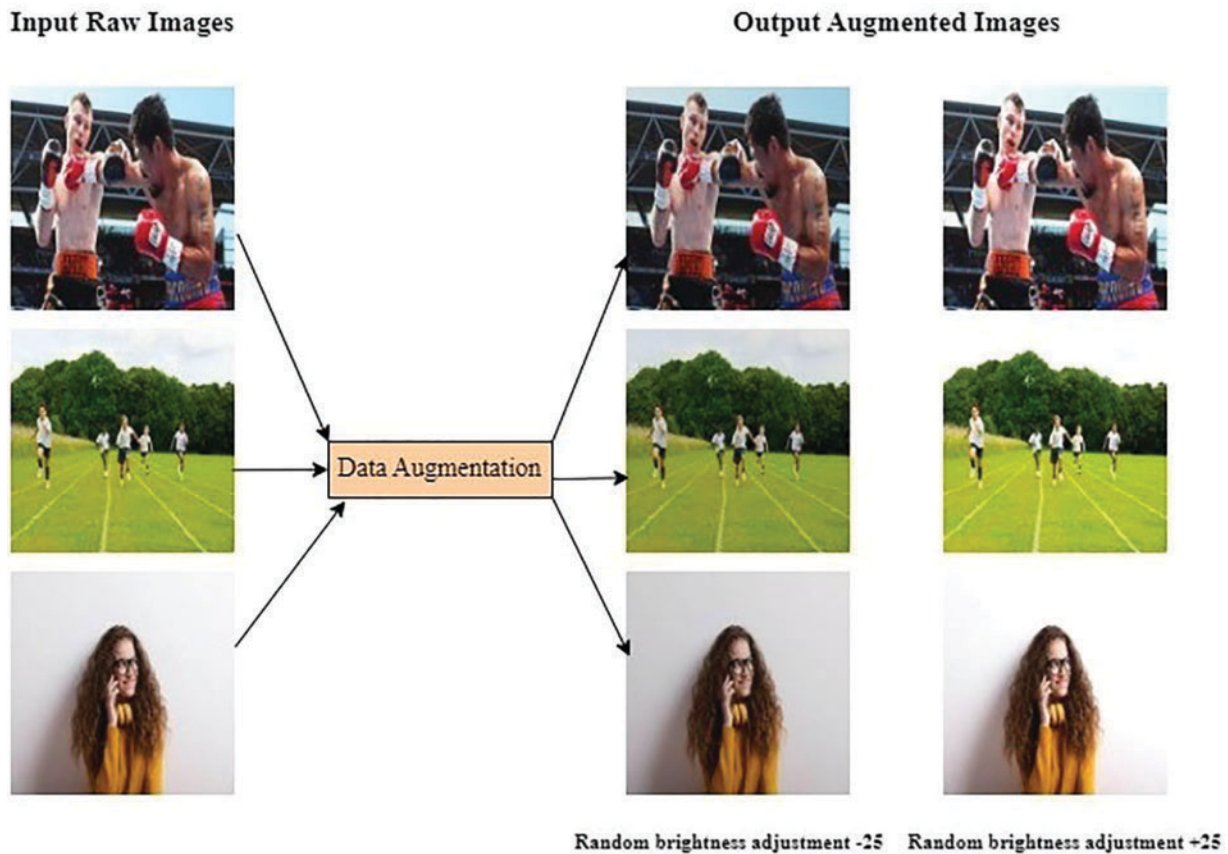 Input Raw Images
Output Augmented Images
Data Augmentation
Random brightness adjustment -25
Random brightness adjustment +25